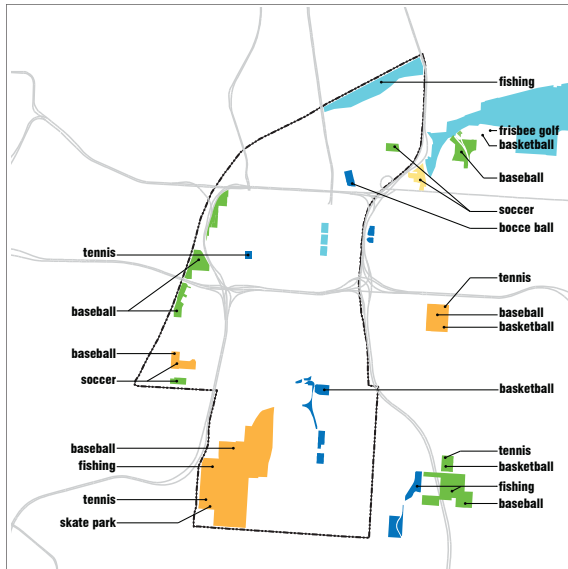 fishing
frisbee golf
basketball
baseball
soccer
bocce ball
tennis
tennis
baseball
baseball
basketball
baseball
soccer
basketball
baseball
tennis
fishing
basketball
fishing
tennis
baseball
skate park